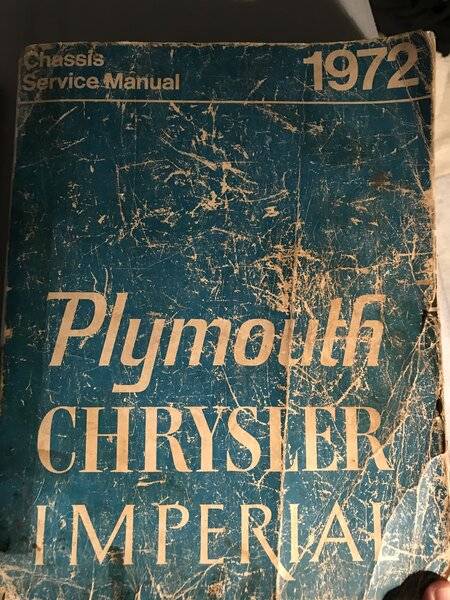 Chassis
Service Manual
1972
Plymouth
CHRYSLER
IMPERIAL